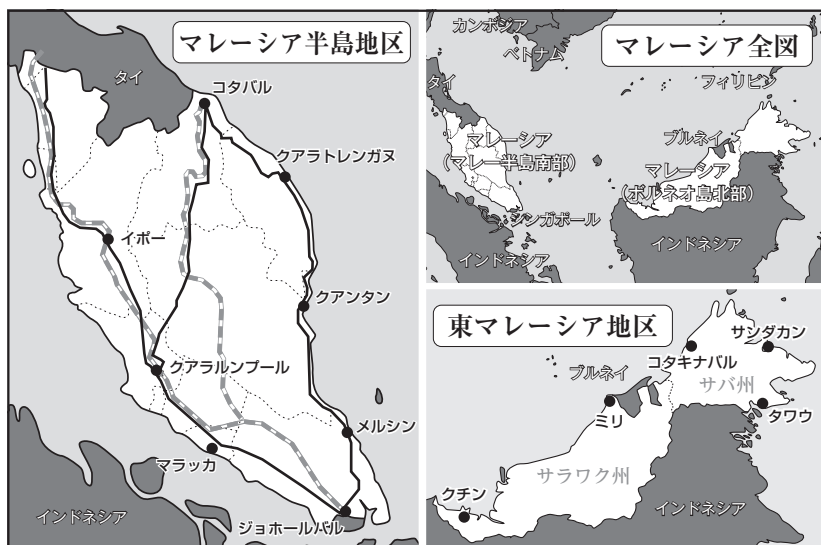 マレーシア半島地区
タイ
コタバル
クアラトレンガヌ
イポー
クアンタン
クアラルンプール
メルシン
マラッカ
インドネシア
ジョホールバル
マレーシア全図
カンボジア
ベトナム
タイ
フィリピン
マレーシア
（マレー半島南部）
ブルネイ
マレーシア
（ボルネオ島北部）
シンガポール
インドネシア
インドネシア
東マレーシア地区
サンダカン
コタキナバル
ブルネイ
サバ州
ミリ
タワウ
サラワク州
クチン
インドネシア